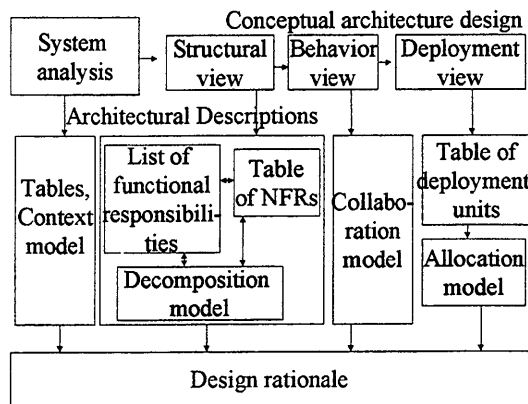 Conceptual architecture design
System
analysis
Structural
view
Behavior
view
Deployment
view
Architectural Descriptions
Tables,
Context
model
List of
functional
responsibili-
ties
Table
of NFRs
Decomposition
model
Collabo-
ration
model
Table of
deployment
units
Allocation
model
Design rationale